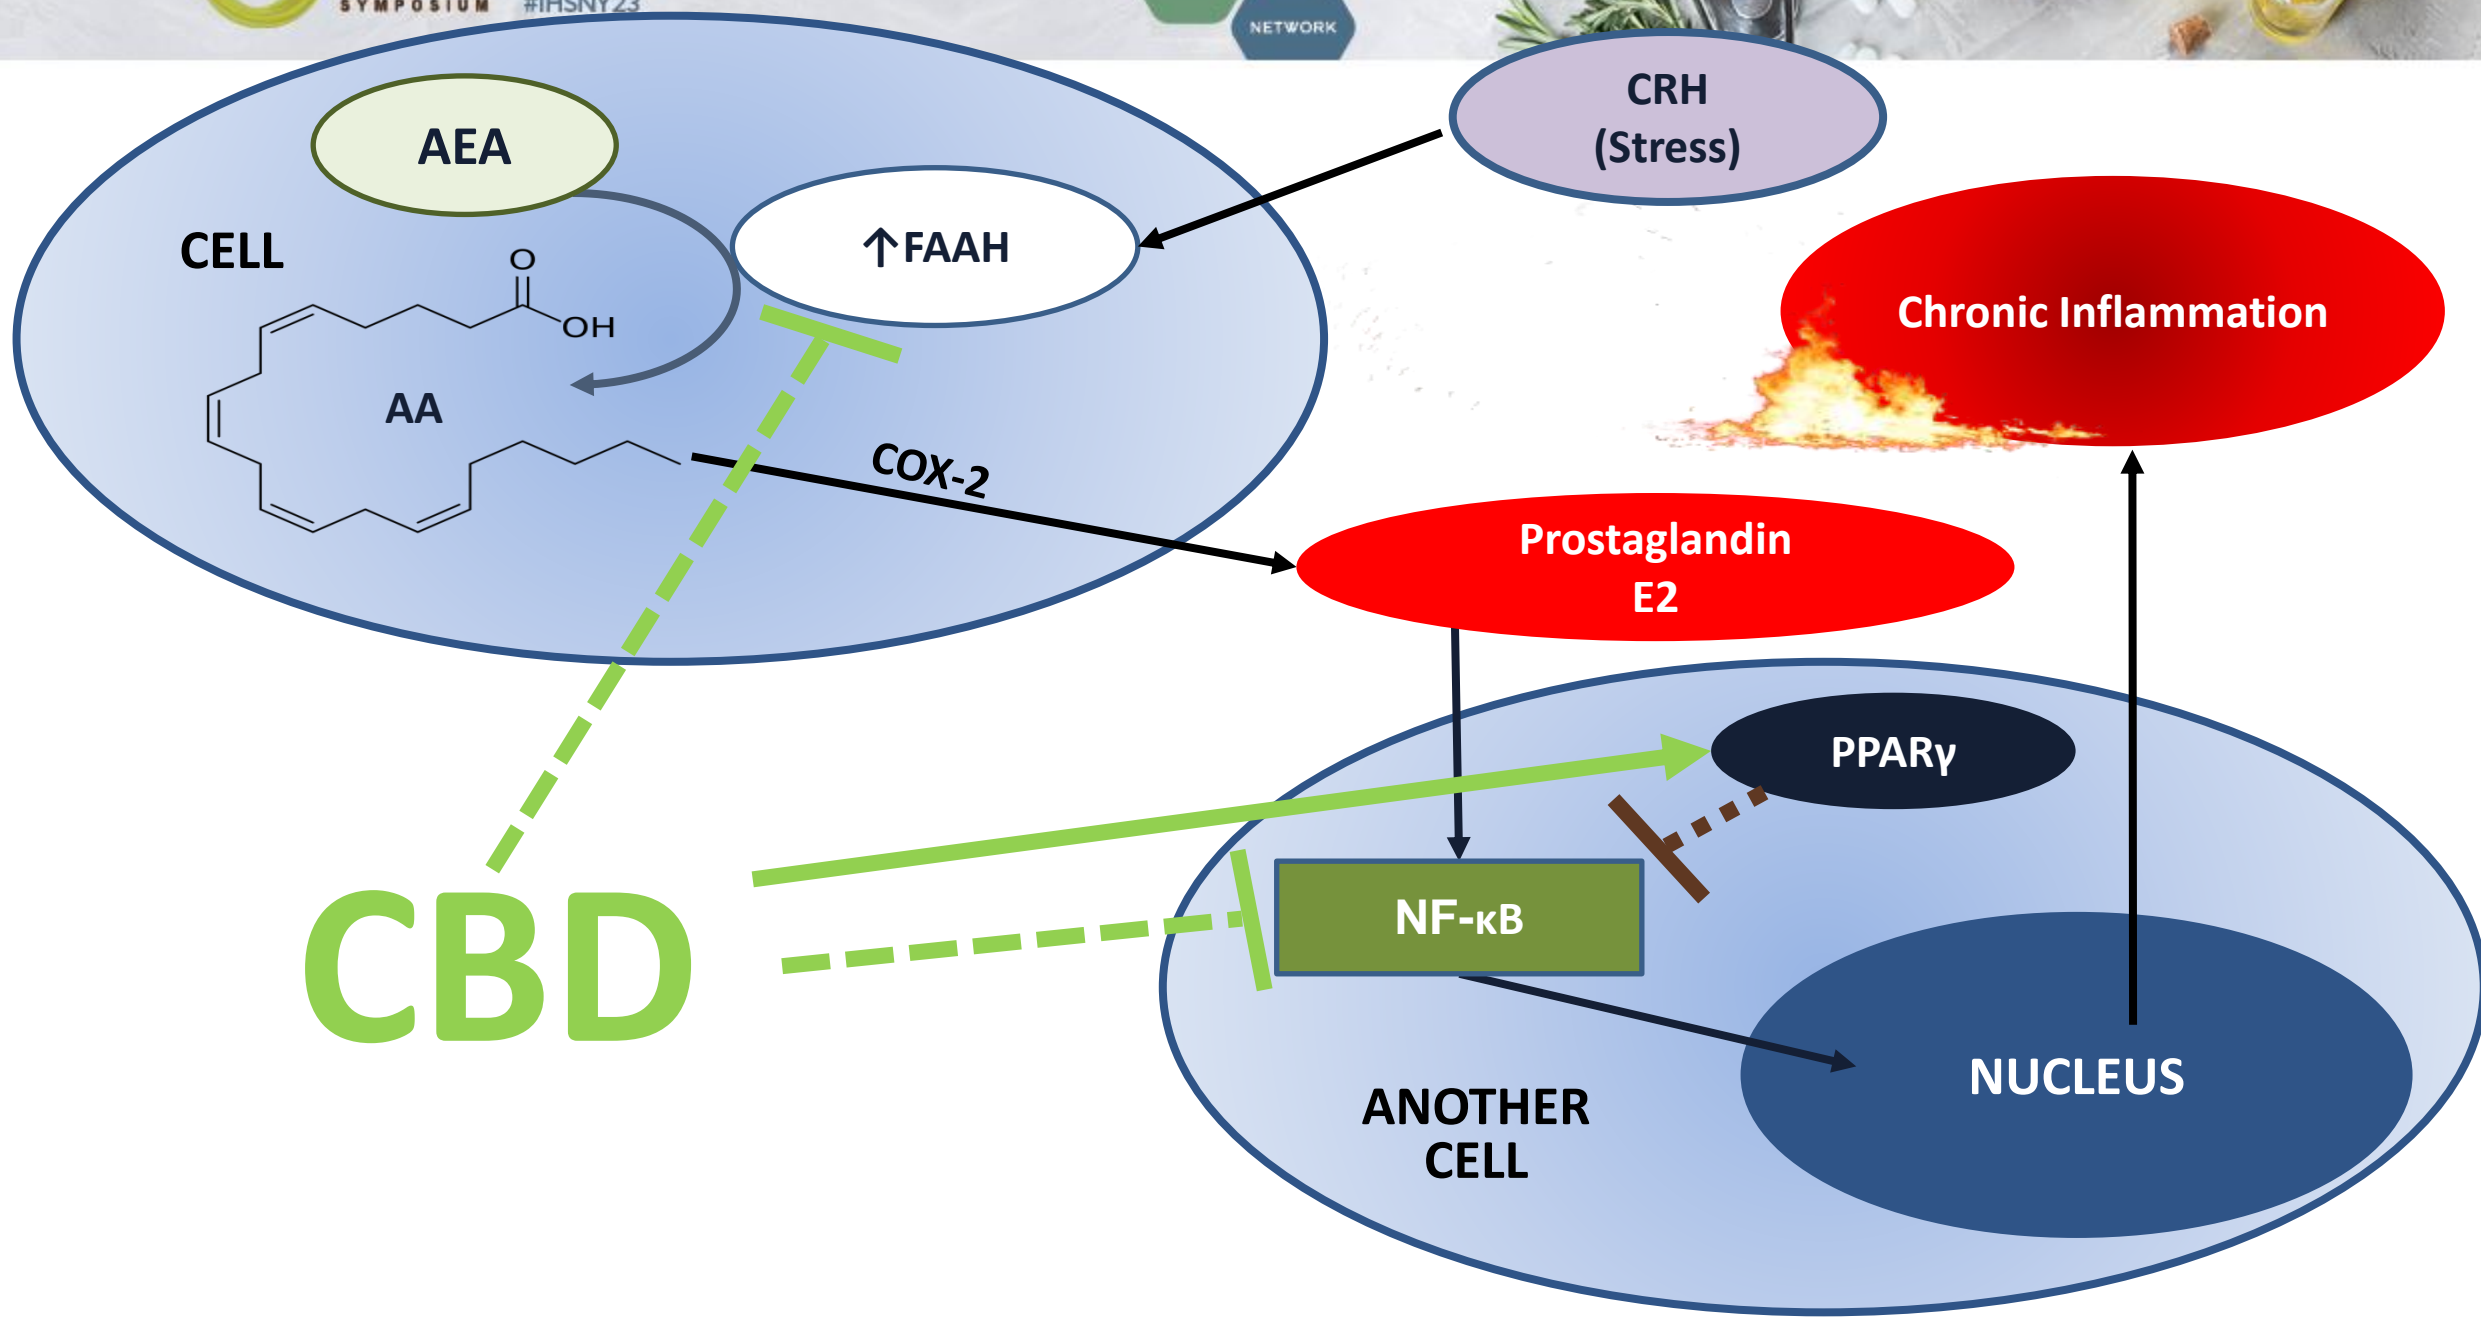 SYMPOSIUM #IHSNY23
NETWORK
CRH
(Stress)
AEA
↑FAAH
CELL
O
OH
AA
Chronic Inflammation
COX-2
Prostaglandin
E2
PPARγ
NF-κB
CBD
NUCLEUS
ANOTHER
CELL